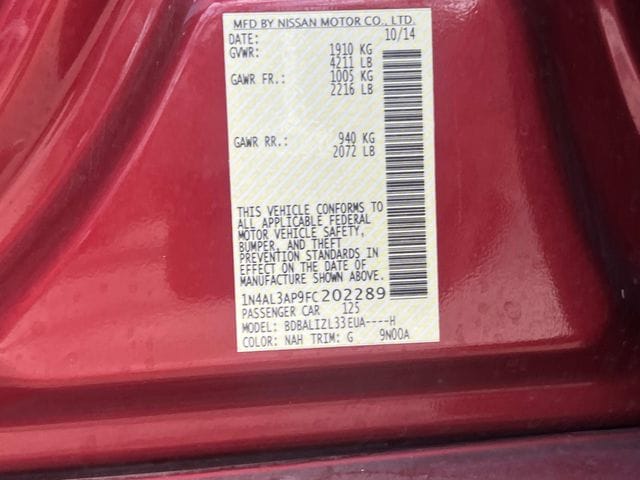 MFD BY NISSAN MOTOR CO., LTD.
DATE: 10/14
GVWR: 1910 KG
4211 LB
GAWR FR.: 1005 KG
2216 LB
GAWR RR.: 940 KG
2072 LB
THIS VEHICLE CONFORMS TO
ALL APPLICABLE FEDERAL
MOTOR VEHICLE SAFETY,
BUMPER, AND THEFT
PREVENTION STANDARDS IN
EFFECT ON THE DATE OF
MANUFACTURE SHOWN ABOVE.
1N4AL3AP9FC202289
PASSENGER CAR 125
MODEL: BDBALIZL33EUA----H
COLOR: NAH TRIM: G 9N00A